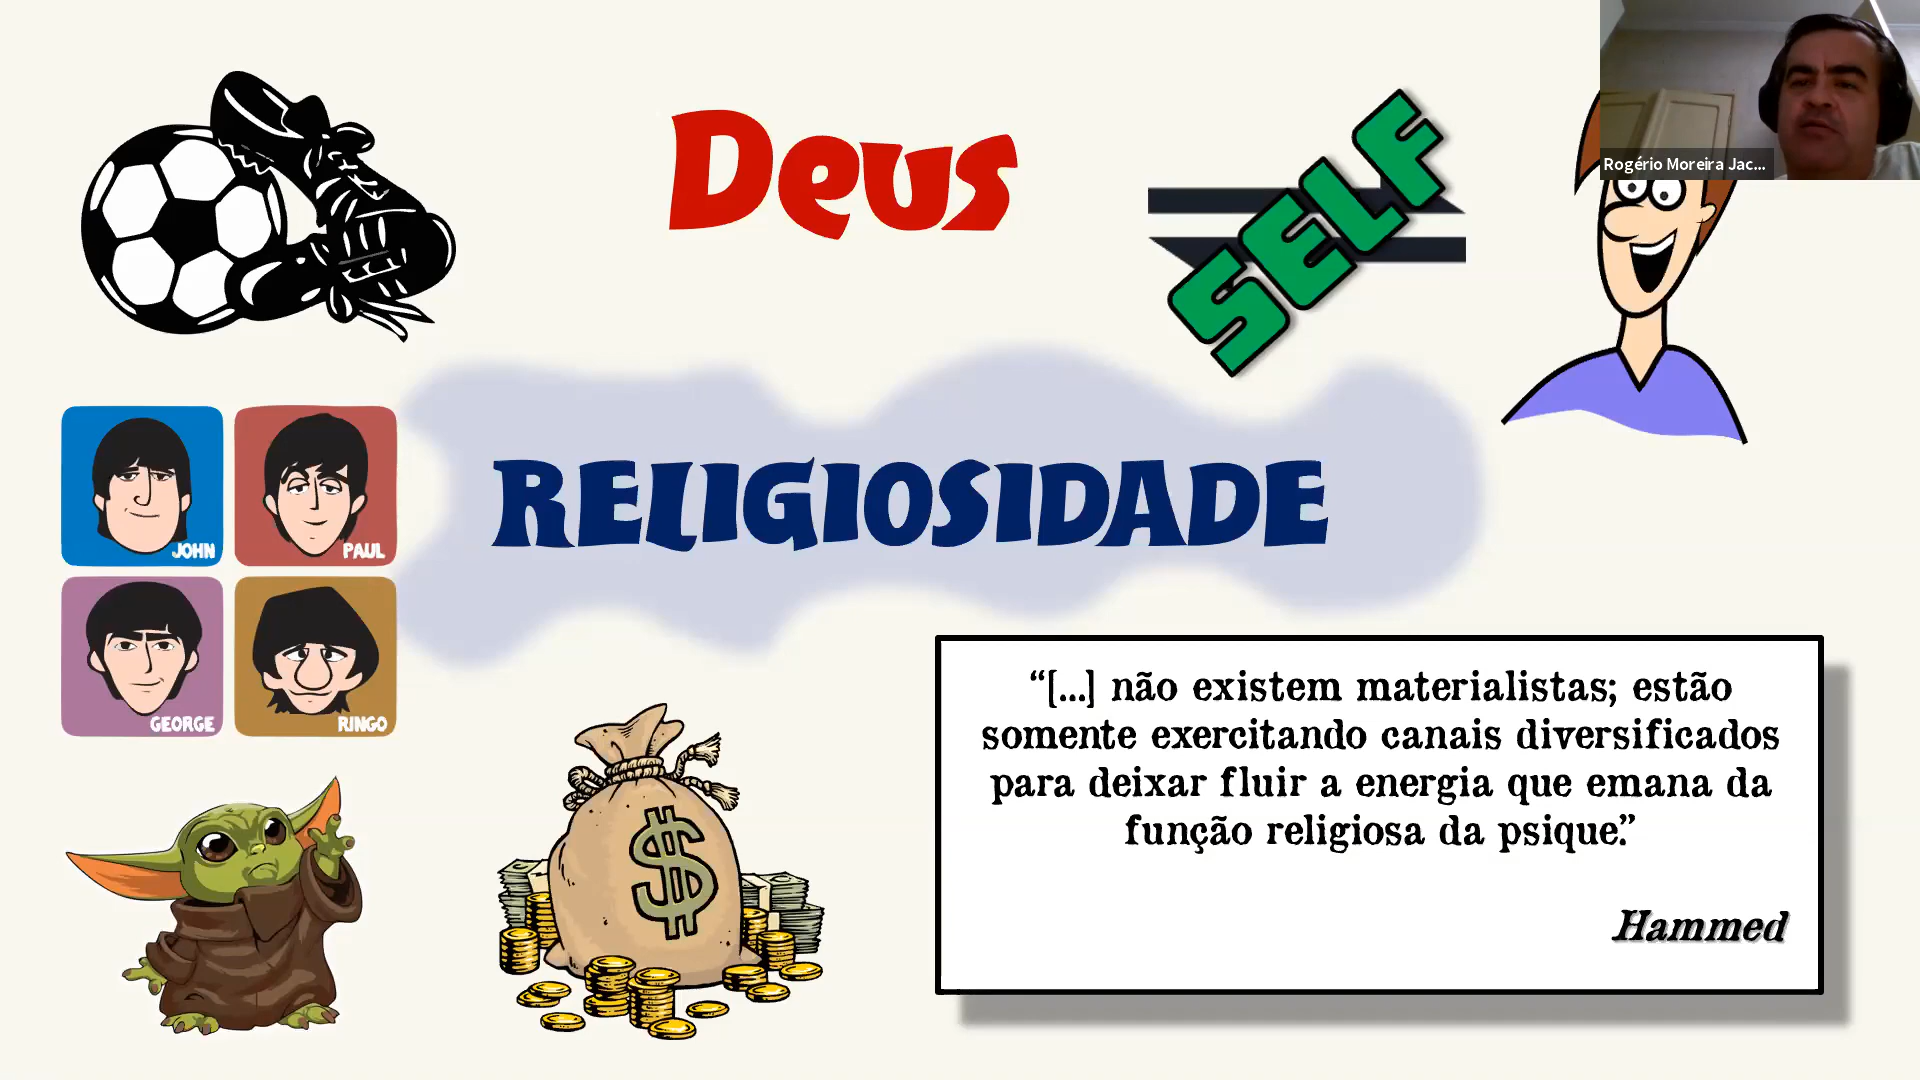 Deus
SELF
Rogério Moreira Jac...
JOHN
PAUL
RELIGIOSIDADE
GEORGE
RINGO
“[...] não existem materialistas; estão
somente exercitando canais diversificados
para deixar fluir a energia que emana da
função religiosa da psique.”
Hammed
$